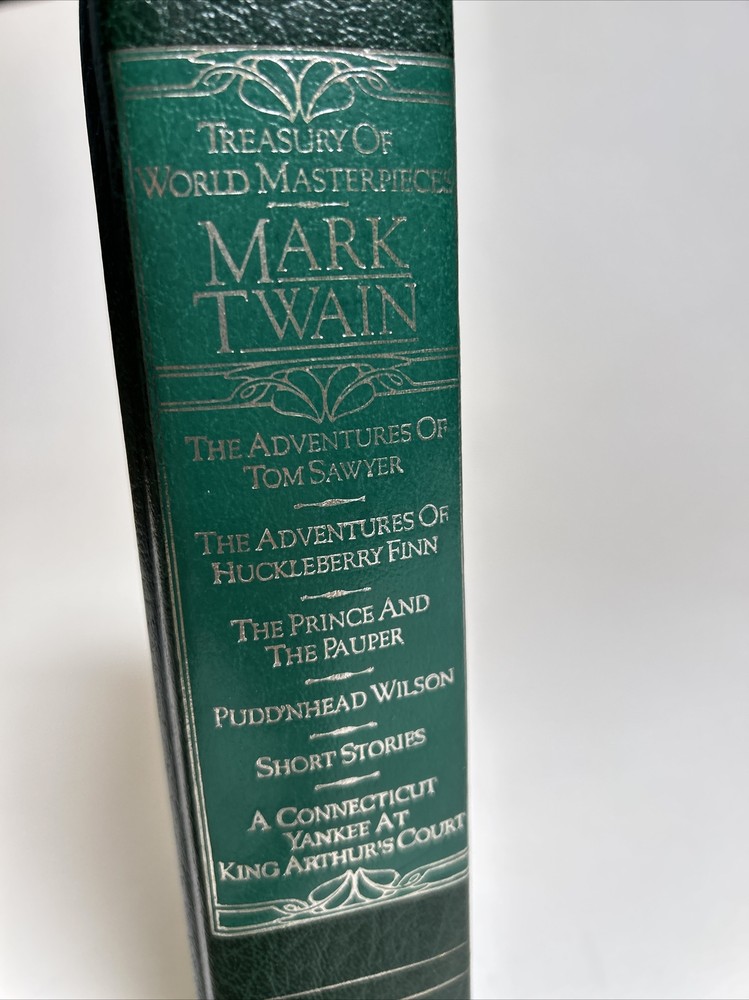 Treasury Of
World Masterpieces
Mark
Twain
The Adventures Of
Tom Sawyer
The Adventures Of
Huckleberry Finn
The Prince And
The Pauper
Pudd'nhead Wilson
Short Stories
A Connecticut
Yankee At
King Arthur's Court